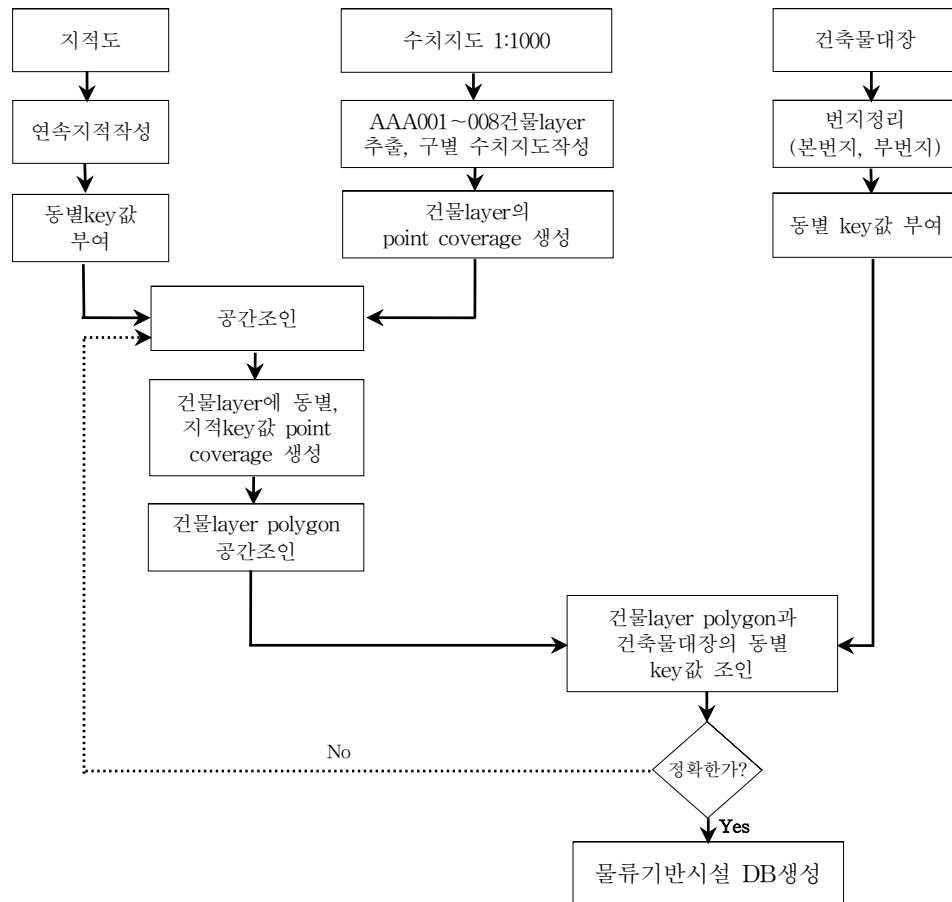 지적도
수치지도 1:1000
건축물대장
연속지적작성
AAA001~008건물layer
추출, 구별 수치지도작성
번지정리
(본번지, 부번지)
동별key값
부여
건물layer의
point coverage 생성
동별 key값 부여
공간조인
건물layer에 동별,
지적key값 point
coverage 생성
건물layer polygon
공간조인
건물layer polygon과
건축물대장의 동별
key값 조인
No
정확한가?
Yes
물류기반시설 DB생성